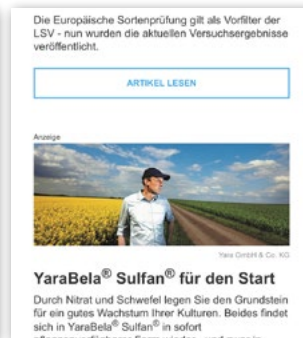 Die Europäische Sortenprüfung gilt als Vorfilter der
LSV - nun wurden die aktuellen Versuchsergebnisse
veröffentlicht.
ARTIKEL LESEN
Anzeige
Yara GmbH & Co. KG
YaraBela® Sulfan® für den Start
Durch Nitrat und Schwefel legen Sie den Grundstein
für ein gutes Wachstum Ihrer Kulturen. Beides findet
sich in YaraBela® Sulfan® in sofort